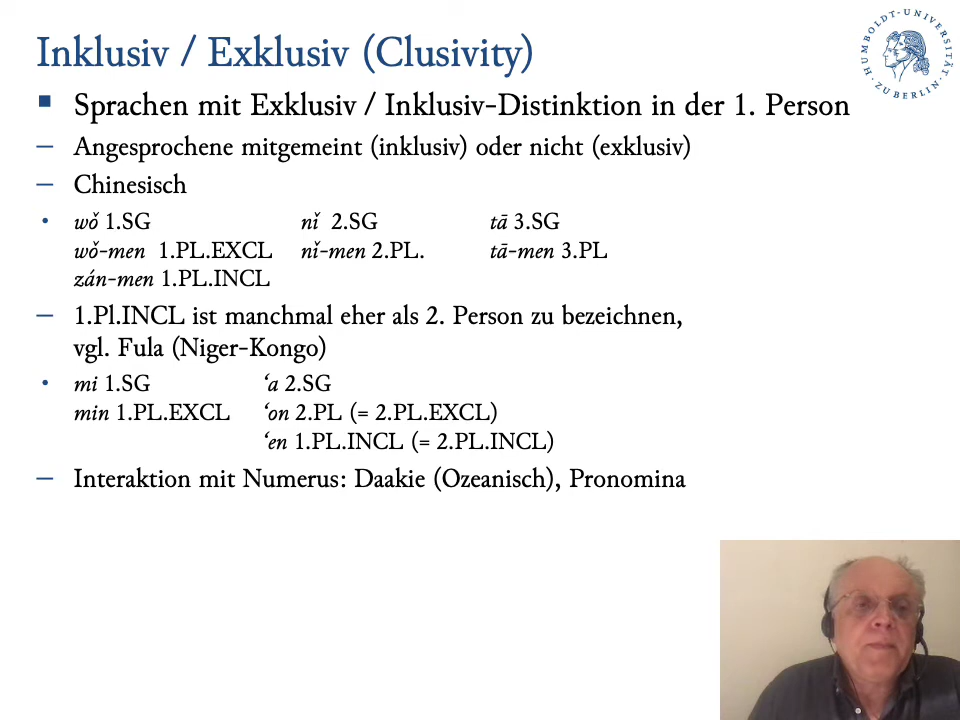 Inklusiv / Exklusiv (Clusivity)
HUMBOLDT-UNIVERSITÄT ZU BERLIN
■ Sprachen mit Exklusiv / Inklusiv-Distinktion in der 1. Person
– Angesprochene mitgemeint (inklusiv) oder nicht (exklusiv)
– Chinesisch
• wǒ 1.SG nǐ 2.SG tā 3.SG
wǒ-men 1.PL.EXCL nǐ-men 2.PL. tā-men 3.PL
zán-men 1.PL.INCL
– 1.Pl.INCL ist manchmal eher als 2. Person zu bezeichnen,
vgl. Fula (Niger-Kongo)
• mi 1.SG ‘a 2.SG
min 1.PL.EXCL ‘on 2.PL (= 2.PL.EXCL)
‘en 1.PL.INCL (= 2.PL.INCL)
– Interaktion mit Numerus: Daakie (Ozeanisch), Pronomina